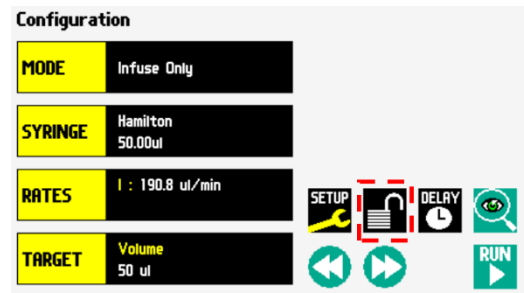 Configuration
MODE
Infuse Only
SYRINGE
Hamilton
50.00ul
RATES
I : 190.8 ul/min
TARGET
Volume
50 ul
SETUP
DELAY
RUN